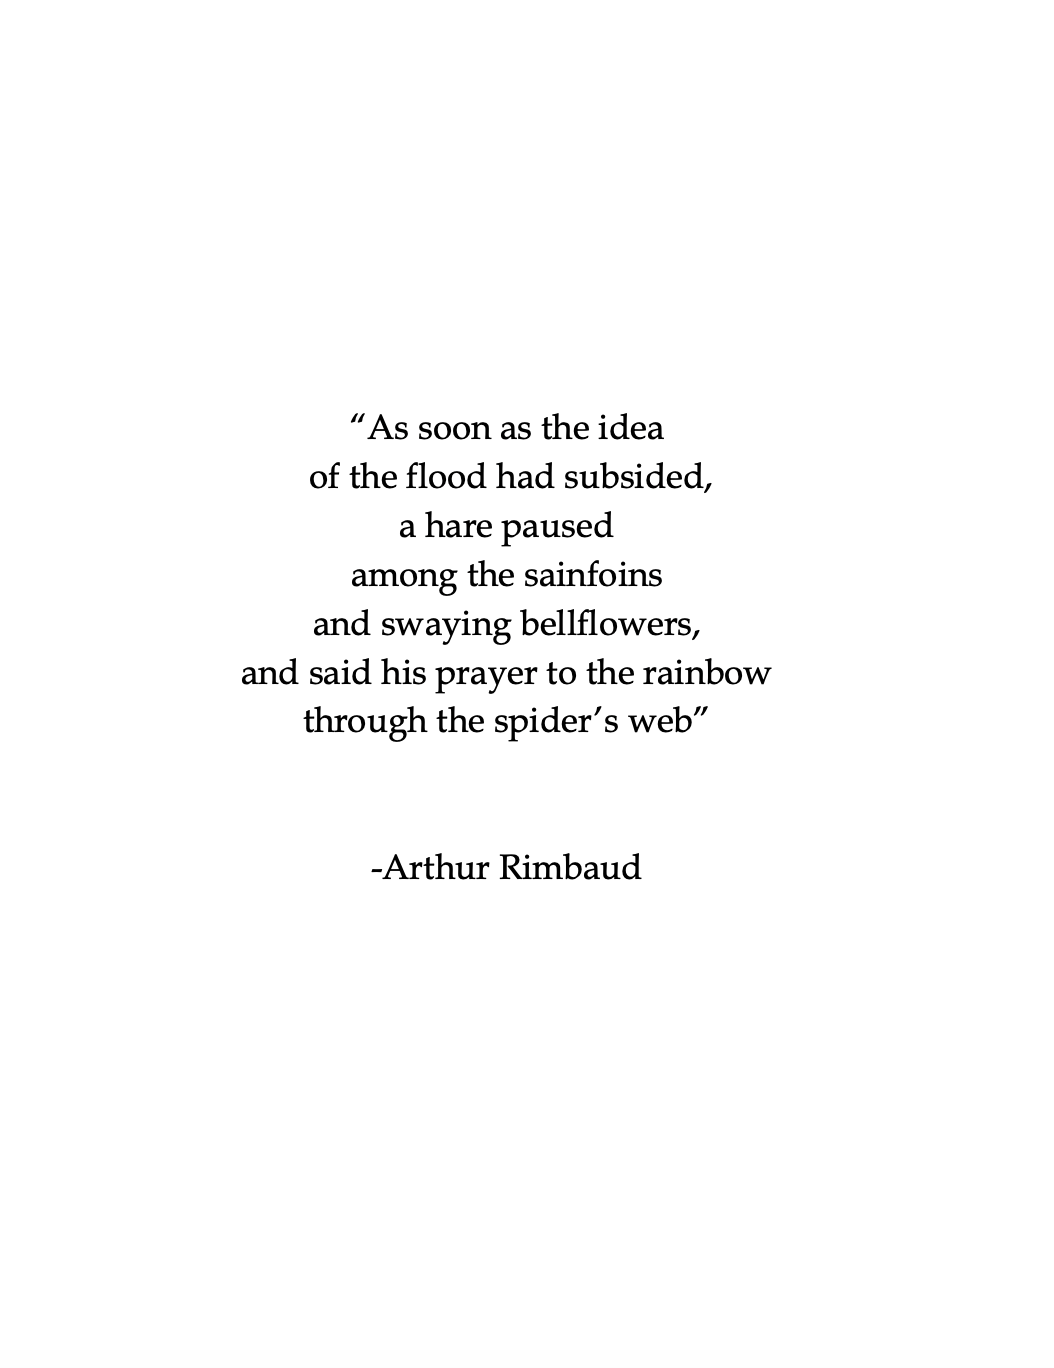 “As soon as the idea
of the flood had subsided,
a hare paused
among the sainfoins
and swaying bellflowers,
and said his prayer to the rainbow
through the spider’s web”
-Arthur Rimbaud